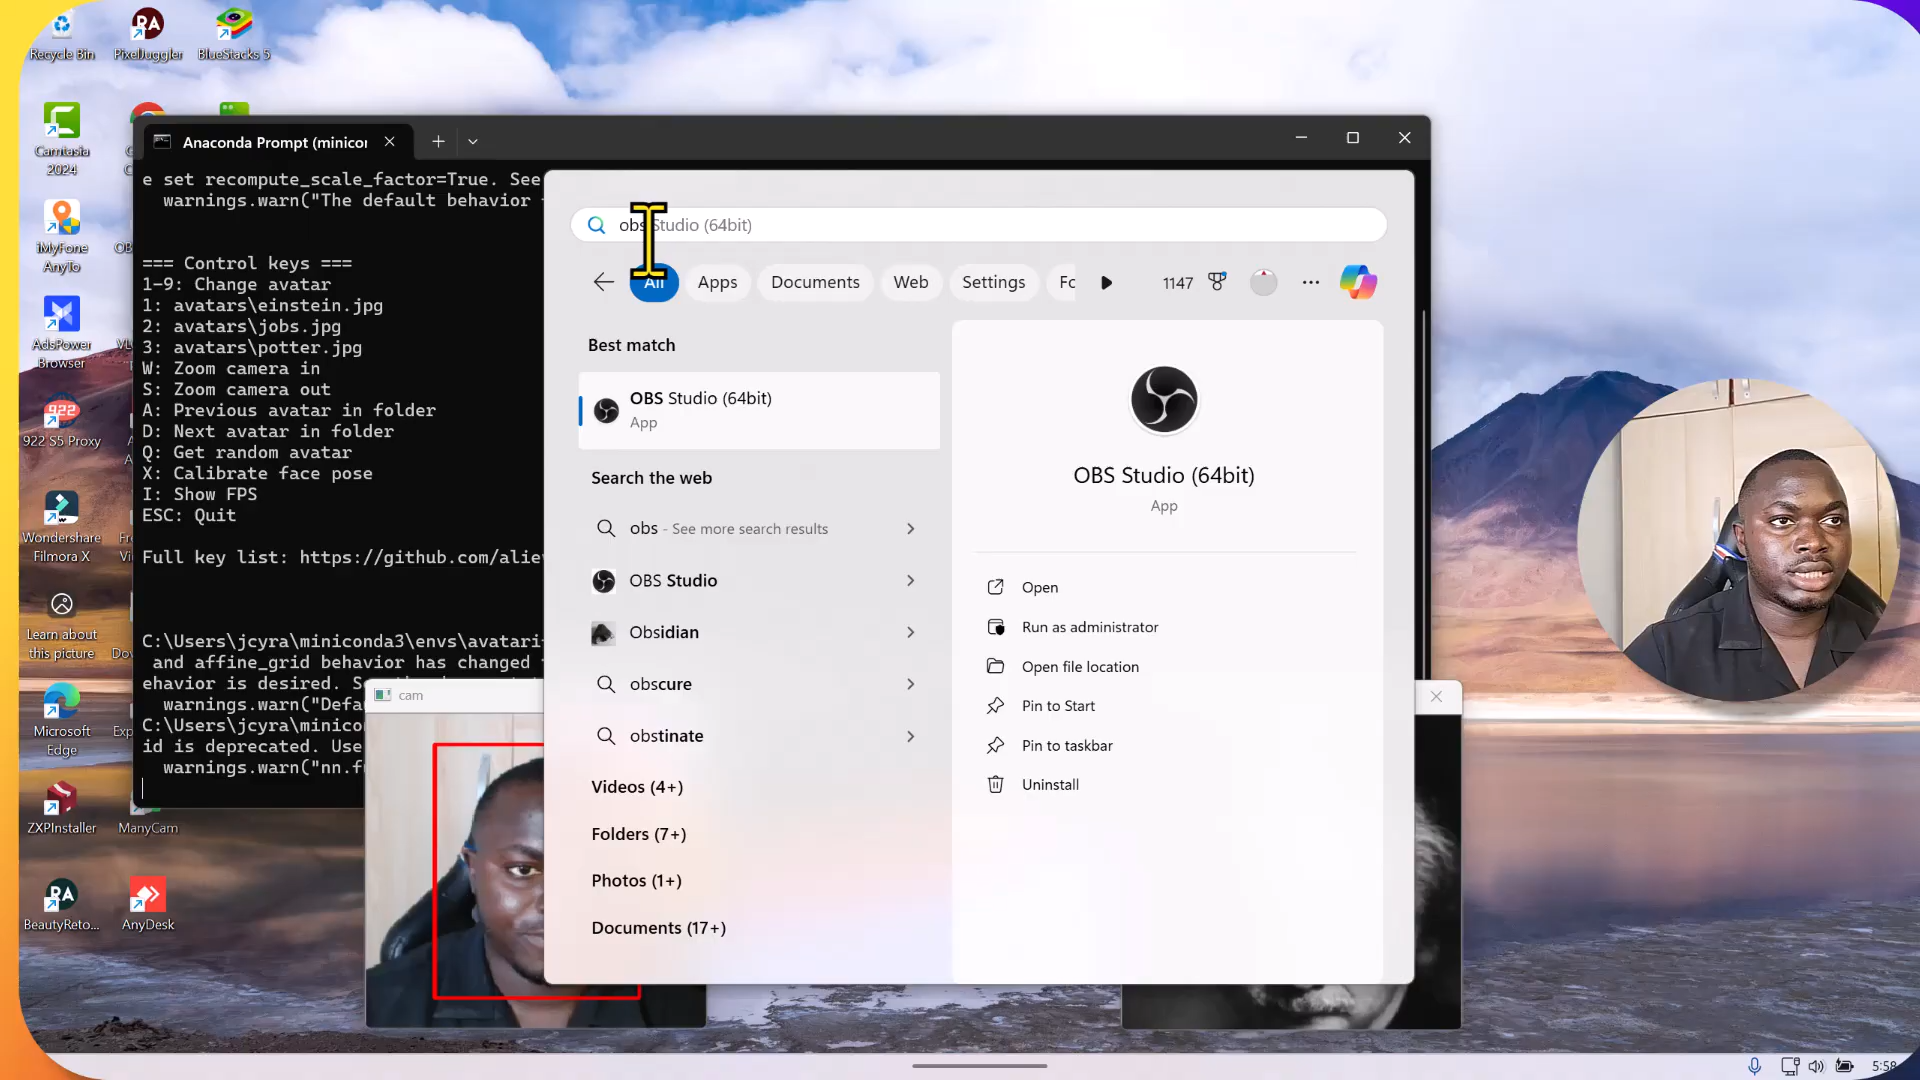 Recycle Bin
PixelJuggler
BlueStacks 5
Camtasia
2024
iMyFone
AnyTo
AdsPower
Browser
922 S5 Proxy
Wondershare
Filmora X
Learn about
this picture
Microsoft
Edge
ZXPInstaller
ManyCam
BeautyReto...
AnyDesk
Anaconda Prompt (minicon
e set recompute_scale_factor=True. See
warnings.warn("The default behavior
=== Control keys ===
1-9: Change avatar
1: avatars\einstein.jpg
2: avatars\jobs.jpg
3: avatars\potter.jpg
W: Zoom camera in
S: Zoom camera out
A: Previous avatar in folder
D: Next avatar in folder
Q: Get random avatar
X: Calibrate face pose
I: Show FPS
ESC: Quit
Full key list: https://github.com/aliev
C:\Users\jcyra\miniconda3\envs\avatari
and affine_grid behavior has changed
ehavior is desired.
warnings.warn("Defa
C:\Users\jcyra\minico
id is deprecated. Use
warnings.warn("nn.f
cam
obs Studio (64bit)
All
Apps
Documents
Web
Settings
Fo
1147
Best match
OBS Studio (64bit)
App
Search the web
obs - See more search results
OBS Studio
Obsidian
obscure
obstinate
Videos (4+)
Folders (7+)
Photos (1+)
Documents (17+)
OBS Studio (64bit)
App
Open
Run as administrator
Open file location
Pin to Start
Pin to taskbar
Uninstall
5:58